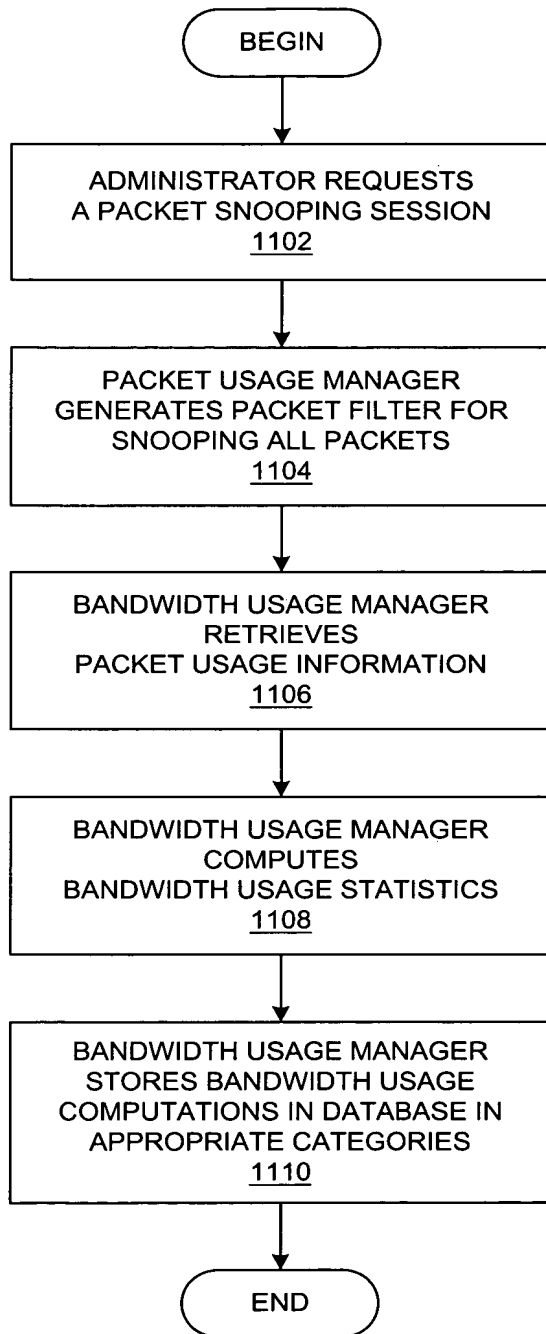 BEGIN
ADMINISTRATOR REQUESTS
A PACKET SNOOPING SESSION
1102
PACKET USAGE MANAGER
GENERATES PACKET FILTER FOR
SNOOPING ALL PACKETS
1104
BANDWIDTH USAGE MANAGER
RETRIEVES
PACKET USAGE INFORMATION
1106
BANDWIDTH USAGE MANAGER
COMPUTES
BANDWIDTH USAGE STATISTICS
1108
BANDWIDTH USAGE MANAGER
STORES BANDWIDTH USAGE
COMPUTATIONS IN DATABASE IN
APPROPRIATE CATEGORIES
1110
END